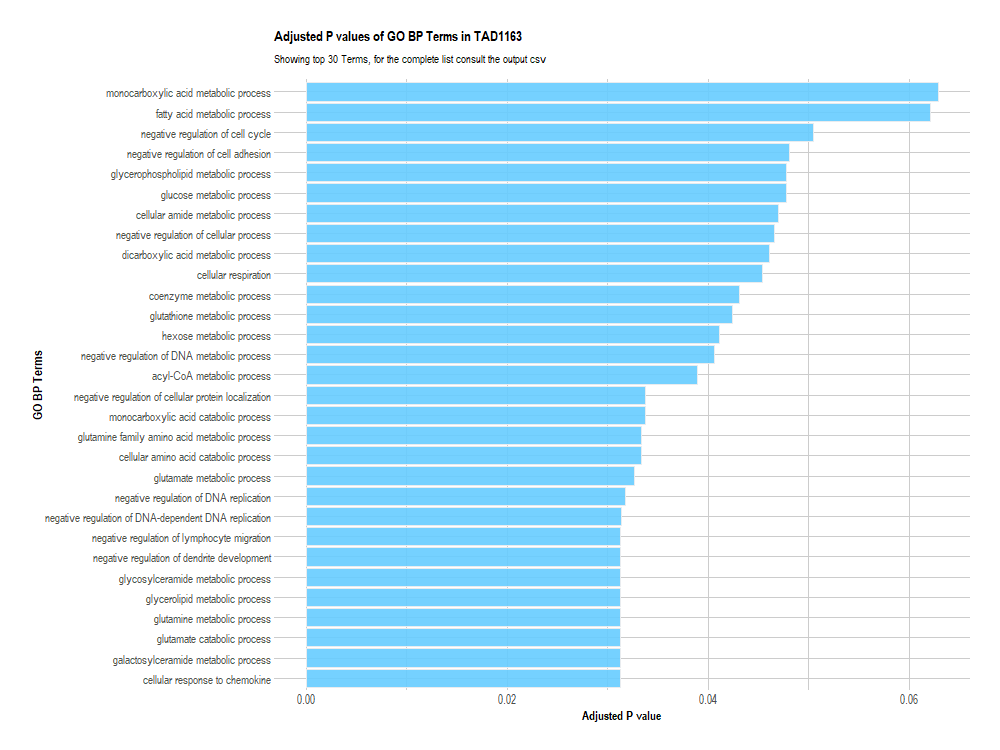 Adjusted P values of GO BP Terms in TAD1163
Showing top 30 Terms, for the complete list consult the output csv
monocarboxylic acid metabolic process
fatty acid metabolic process
negative regulation of cell cycle
negative regulation of cell adhesion
glycerophospholipid metabolic process
glucose metabolic process
cellular amide metabolic process
negative regulation of cellular process
dicarboxylic acid metabolic process
cellular respiration
coenzyme metabolic process
glutathione metabolic process
hexose metabolic process
negative regulation of DNA metabolic process
acyl-CoA metabolic process
negative regulation of cellular protein localization
monocarboxylic acid catabolic process
glutamine family amino acid metabolic process
cellular amino acid catabolic process
glutamate metabolic process
negative regulation of DNA replication
negative regulation of DNA-dependent DNA replication
negative regulation of lymphocyte migration
negative regulation of dendrite development
glycosylceramide metabolic process
glycerolipid metabolic process
glutamine metabolic process
glutamate catabolic process
galactosylceramide metabolic process
cellular response to chemokine
GO BP Terms
0.00 0.02 0.04 0.06
Adjusted P value